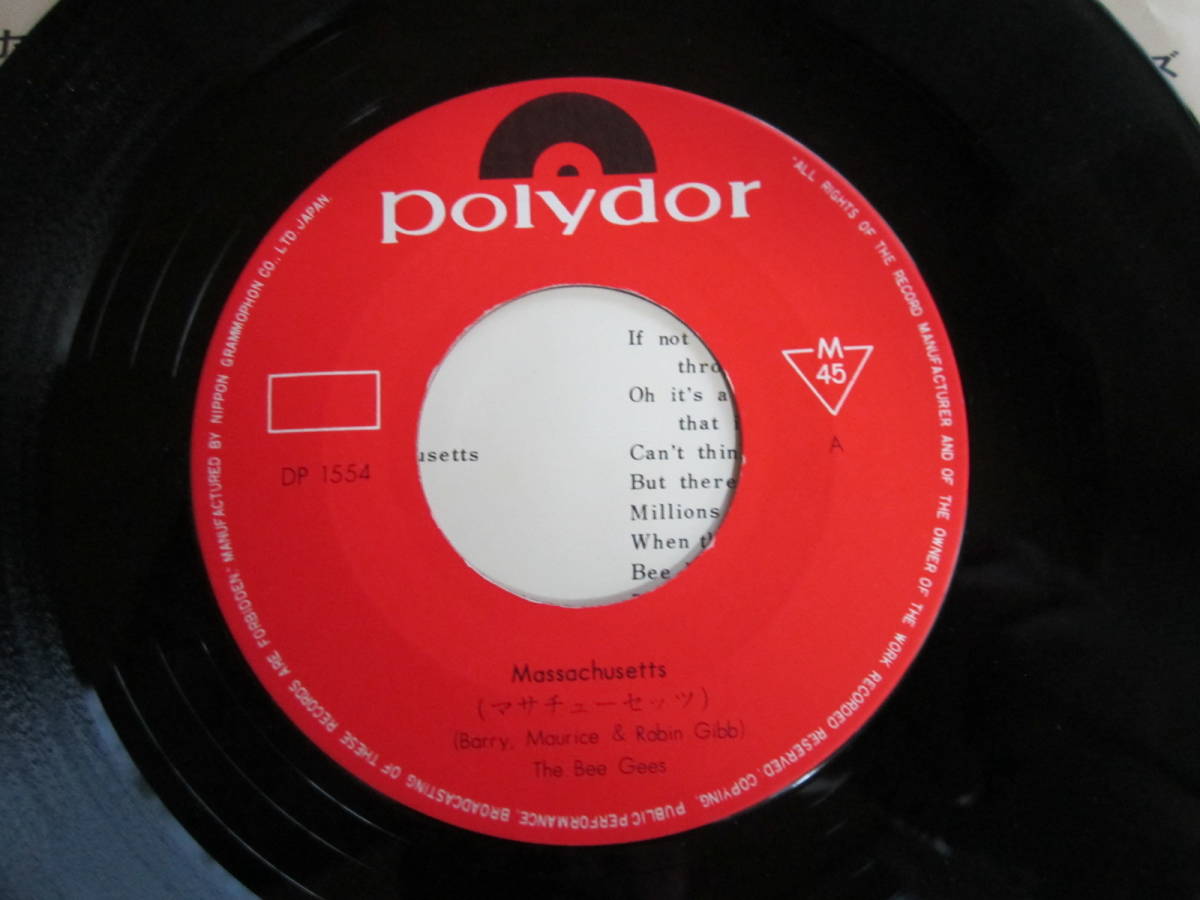 polydor
"ALL RIGHTS OF THE RECORD MANUFACTURER AND OF THE OWNER OF THE WORK RECORDED RESERVED. COPYING, PUBLIC PERFORMANCE, BROADCASTING OF THESE RECORDS ARE FORBIDDEN. MANUFACTURED BY NIPPON GRAMMOPHON CO., LTD JAPAN.
M
45
A
DP 1554
usetts
If not
thro
Oh it's a
that
Can't thin
But there
Millions
When
Bee
Massachusetts
(マサチューセッツ)
(Barry, Maurice & Robin Gibb)
The Bee Gees